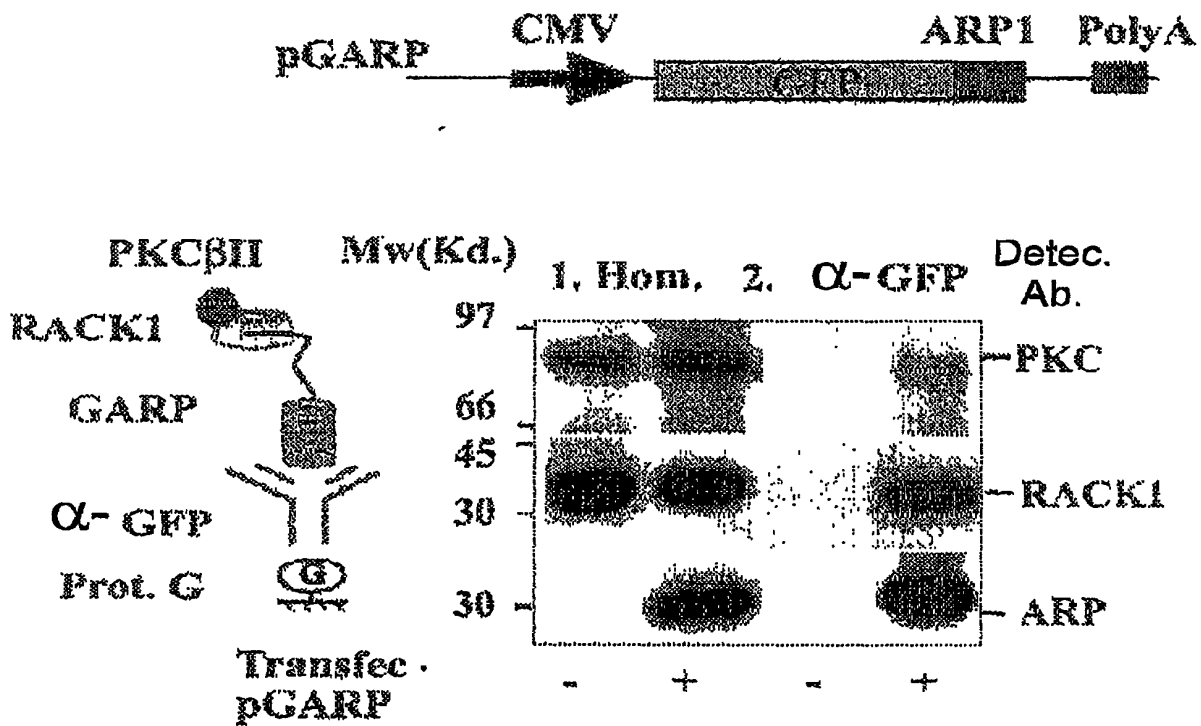 pGARP CMV GFP ARP1 PolyA
PKCβII Mw(Kd.) 1. Hom. 2. α-GFP Detec. Ab.
RACK1 97 PKC
GARP 66
45
α-GFP 30 RACK1
Prot. G G 30 ARP
Transfec.
pGARP - + - +